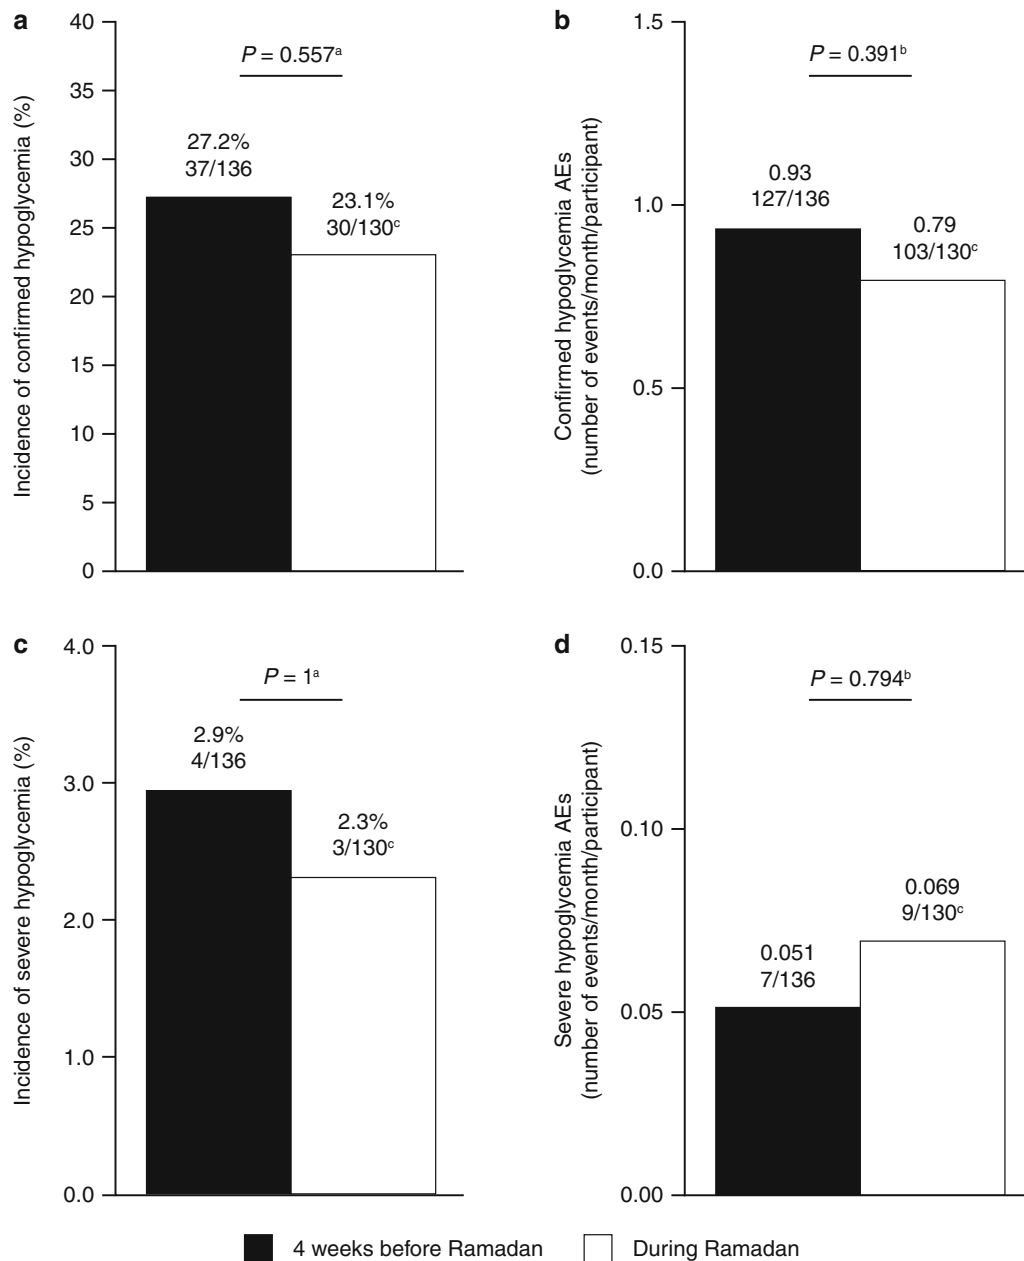 a
Incidence of confirmed hypoglycemia (%)
40
35
30
25
20
15
10
5
0
P = 0.557ᵃ
27.2%
37/136
23.1%
30/130ᶜ
b
Confirmed hypoglycemia AEs
(number of events/month/participant)
1.5
1.0
0.5
0.0
P = 0.391ᵇ
0.93
127/136
0.79
103/130ᶜ
c
Incidence of severe hypoglycemia (%)
4.0
3.0
2.0
1.0
0.0
P = 1ᵃ
2.9%
4/136
2.3%
3/130ᶜ
d
Severe hypoglycemia AEs
(number of events/month/participant)
0.15
0.10
0.05
0.00
P = 0.794ᵇ
0.051
7/136
0.069
9/130ᶜ
4 weeks before Ramadan
During Ramadan